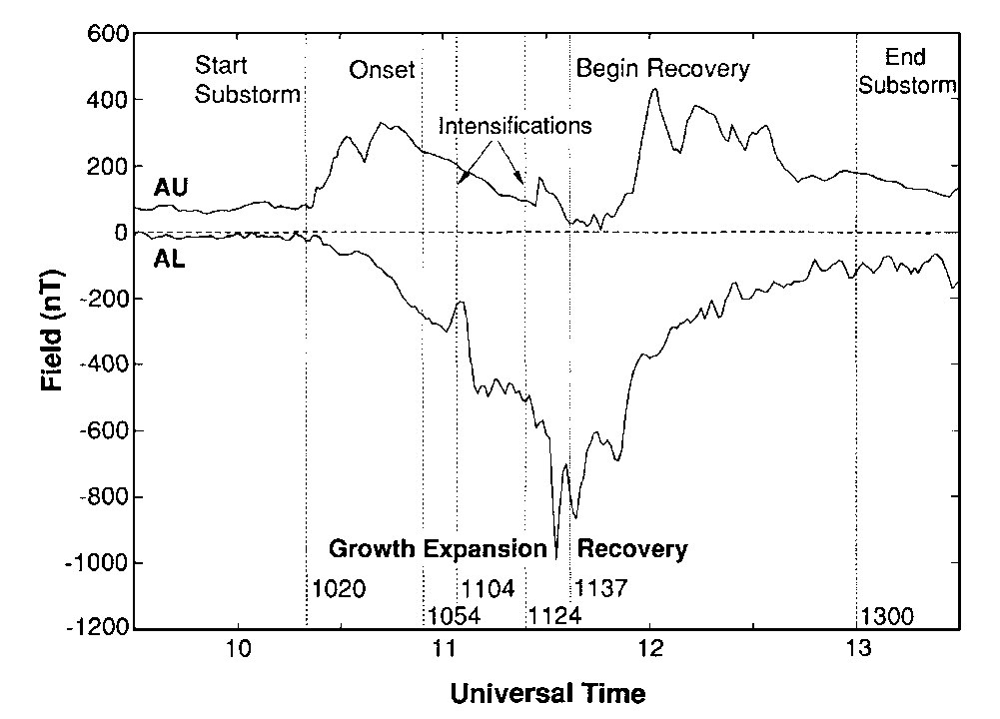 600
400
200
0
-200
-400
-600
-800
-1000
-1200
Field (nT)
Start
Substorm
Onset
Begin Recovery
End
Substorm
Intensifications
AU
AL
Growth Expansion
Recovery
1020
1054
1104
1124
1137
1300
10
11
12
13
Universal Time